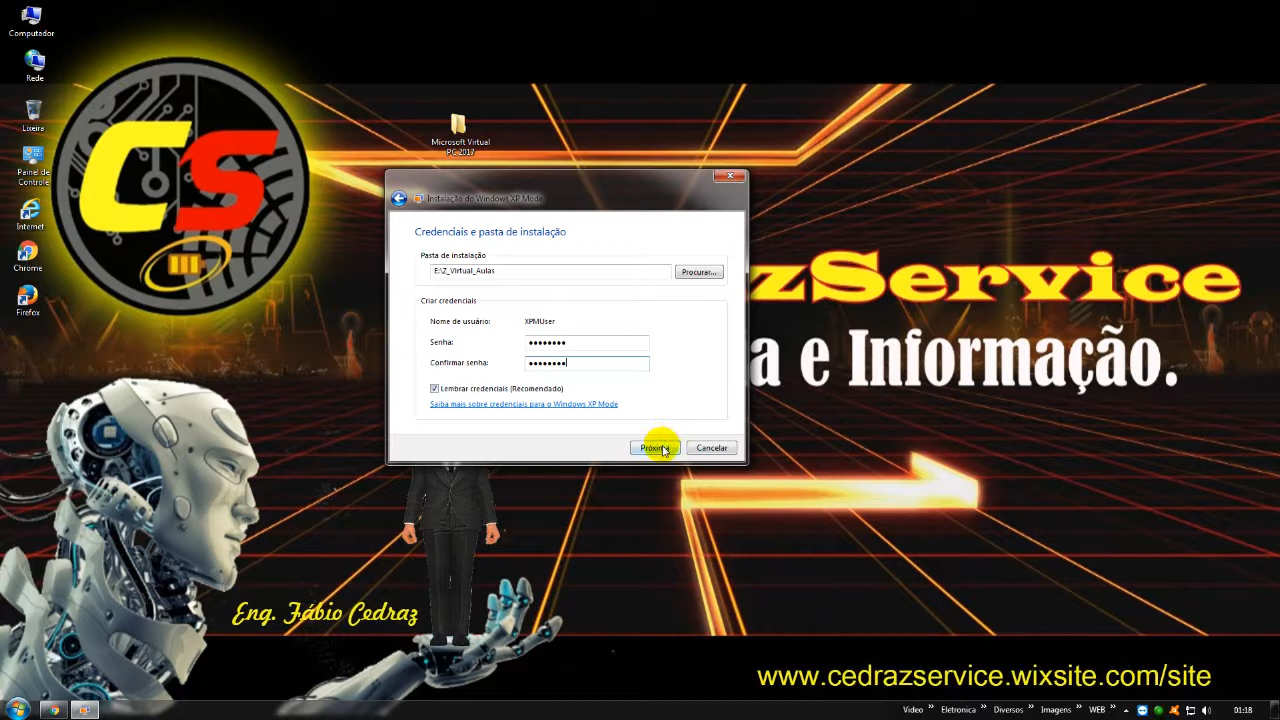 Computador
Rede
Lixeira
Painel de
Controle
Internet
Chrome
Firefox
CS
Microsoft Virtual
PC 2017
Instalação do Windows XP Mode
Credenciais e pasta de instalação
Pasta de instalação
E:\Z_Virtual_Aulas
Procurar...
Criar credenciais
Nome de usuário: XPMUser
Senha: ●●●●●●●●
Confirmar senha: ●●●●●●●●
Lembrar credenciais (Recomendado)
Saiba mais sobre credenciais para o Windows XP Mode
Próxima Cancelar
zService
a e Informação.
Eng. Fábio Cedraz
www.cedrazservice.wixsite.com/site
Video » Eletronica » Diversos » Imagens » WEB » 01:18